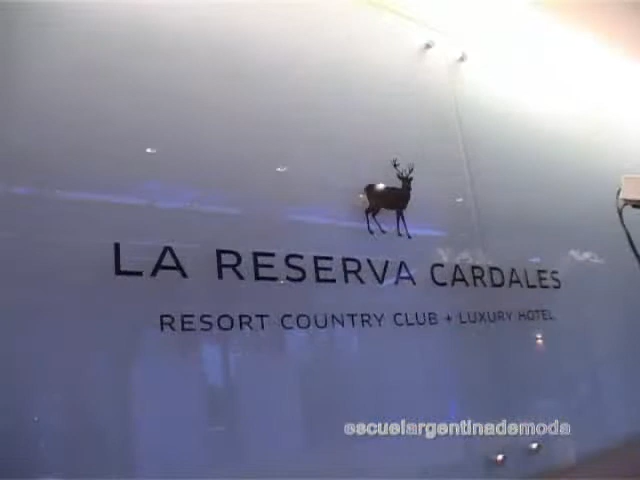 LA RESERVA CARDALES
RESORT COUNTRY CLUB + LUXURY HOTEL
escuelargentinademoda